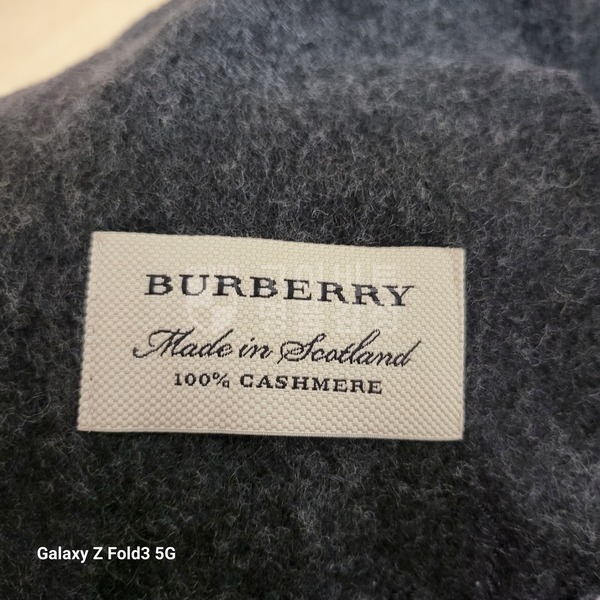 BURBERRY
Made in Scotland
100% CASHMERE
Galaxy Z Fold3 5G